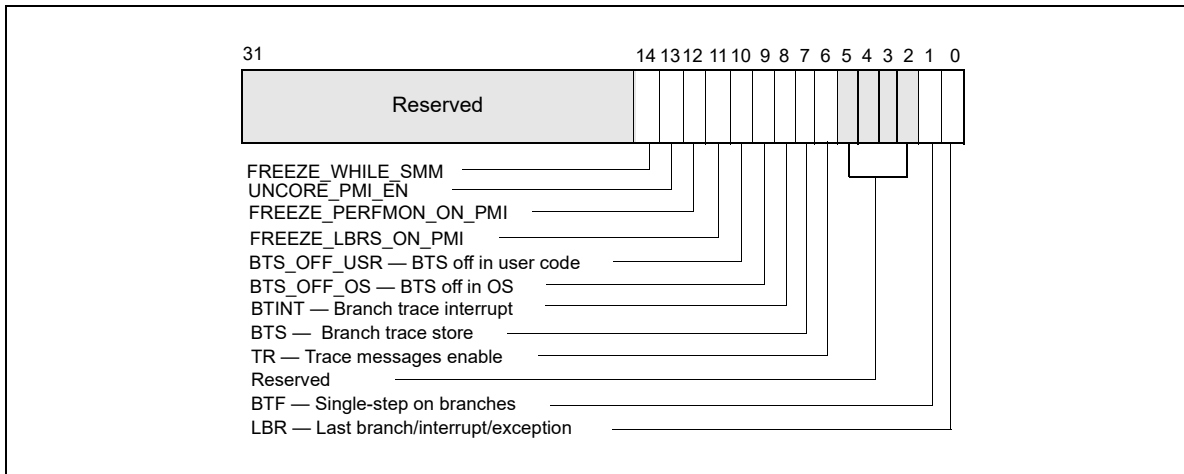 31 14 13 12 11 10 9 8 7 6 5 4 3 2 1 0
Reserved
FREEZE_WHILE_SMM
UNCORE_PMI_EN
FREEZE_PERFMON_ON_PMI
FREEZE_LBRS_ON_PMI
BTS_OFF_USR — BTS off in user code
BTS_OFF_OS — BTS off in OS
BTINT — Branch trace interrupt
BTS — Branch trace store
TR — Trace messages enable
Reserved
BTF — Single-step on branches
LBR — Last branch/interrupt/exception